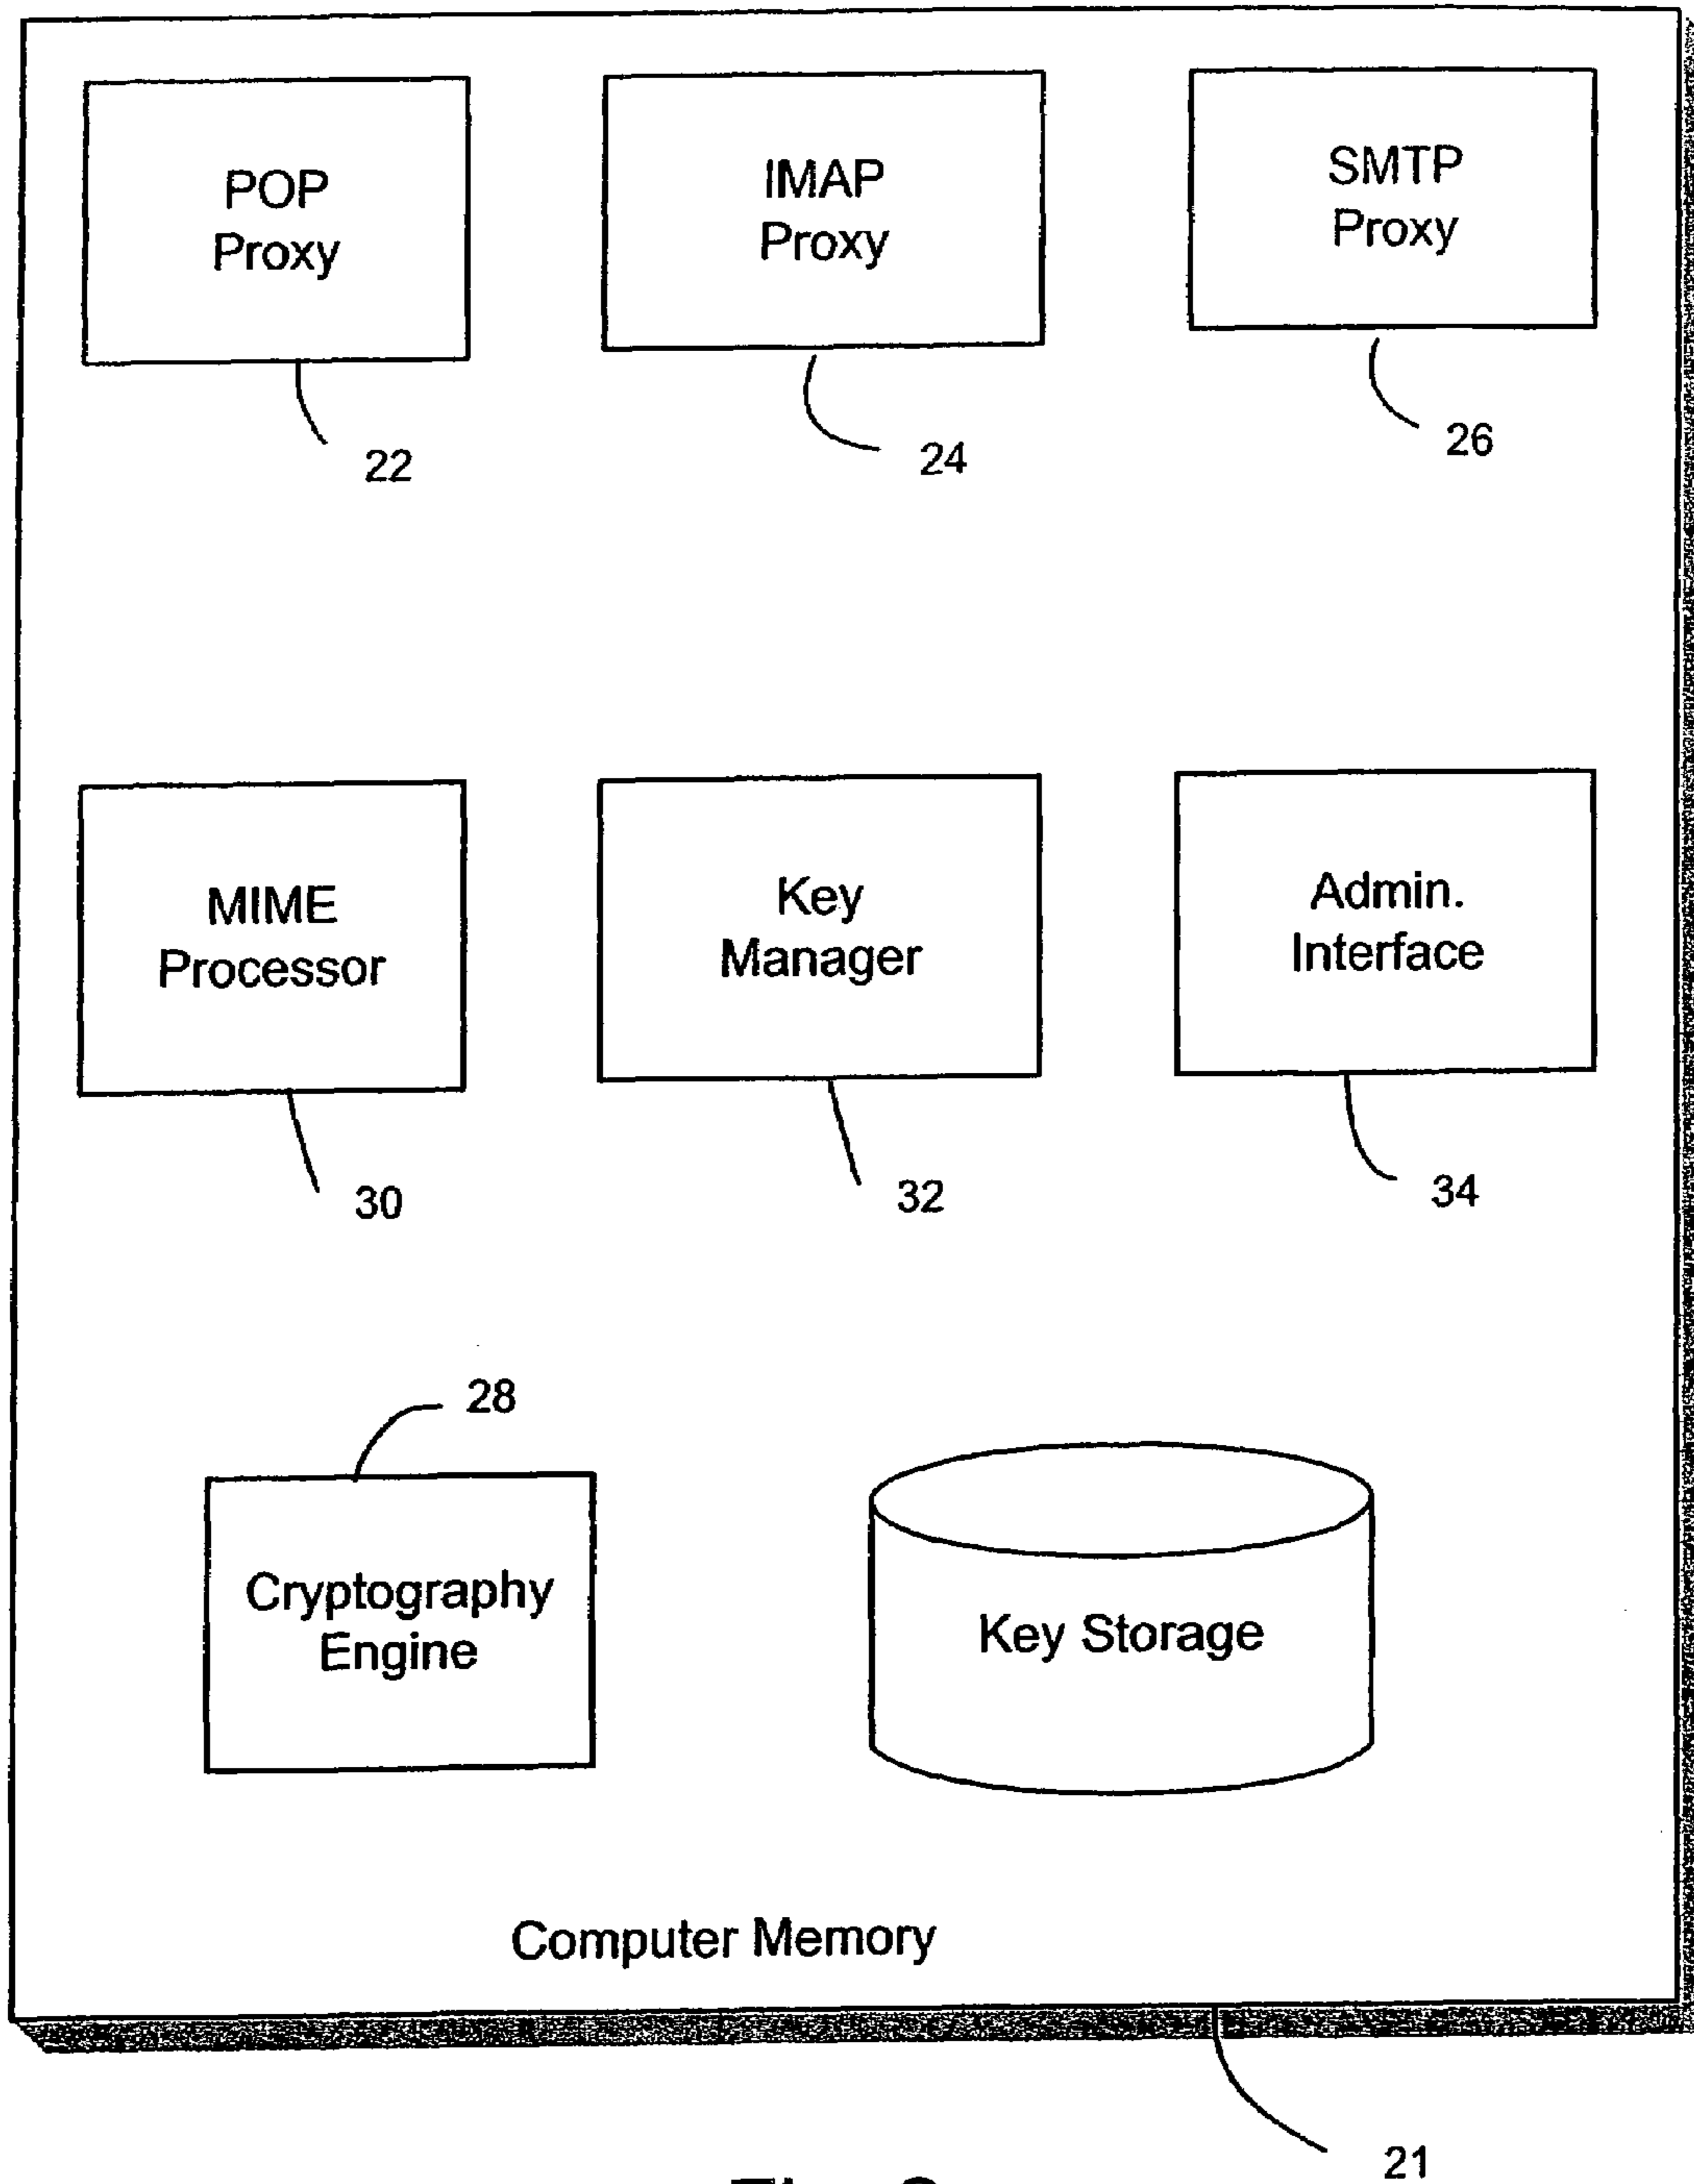 POP
Proxy
IMAP
Proxy
SMTP
Proxy
22
24
26
MIME
Processor
Key
Manager
Admin.
Interface
30
32
34
28
Cryptography
Engine
Key Storage
Computer Memory
21